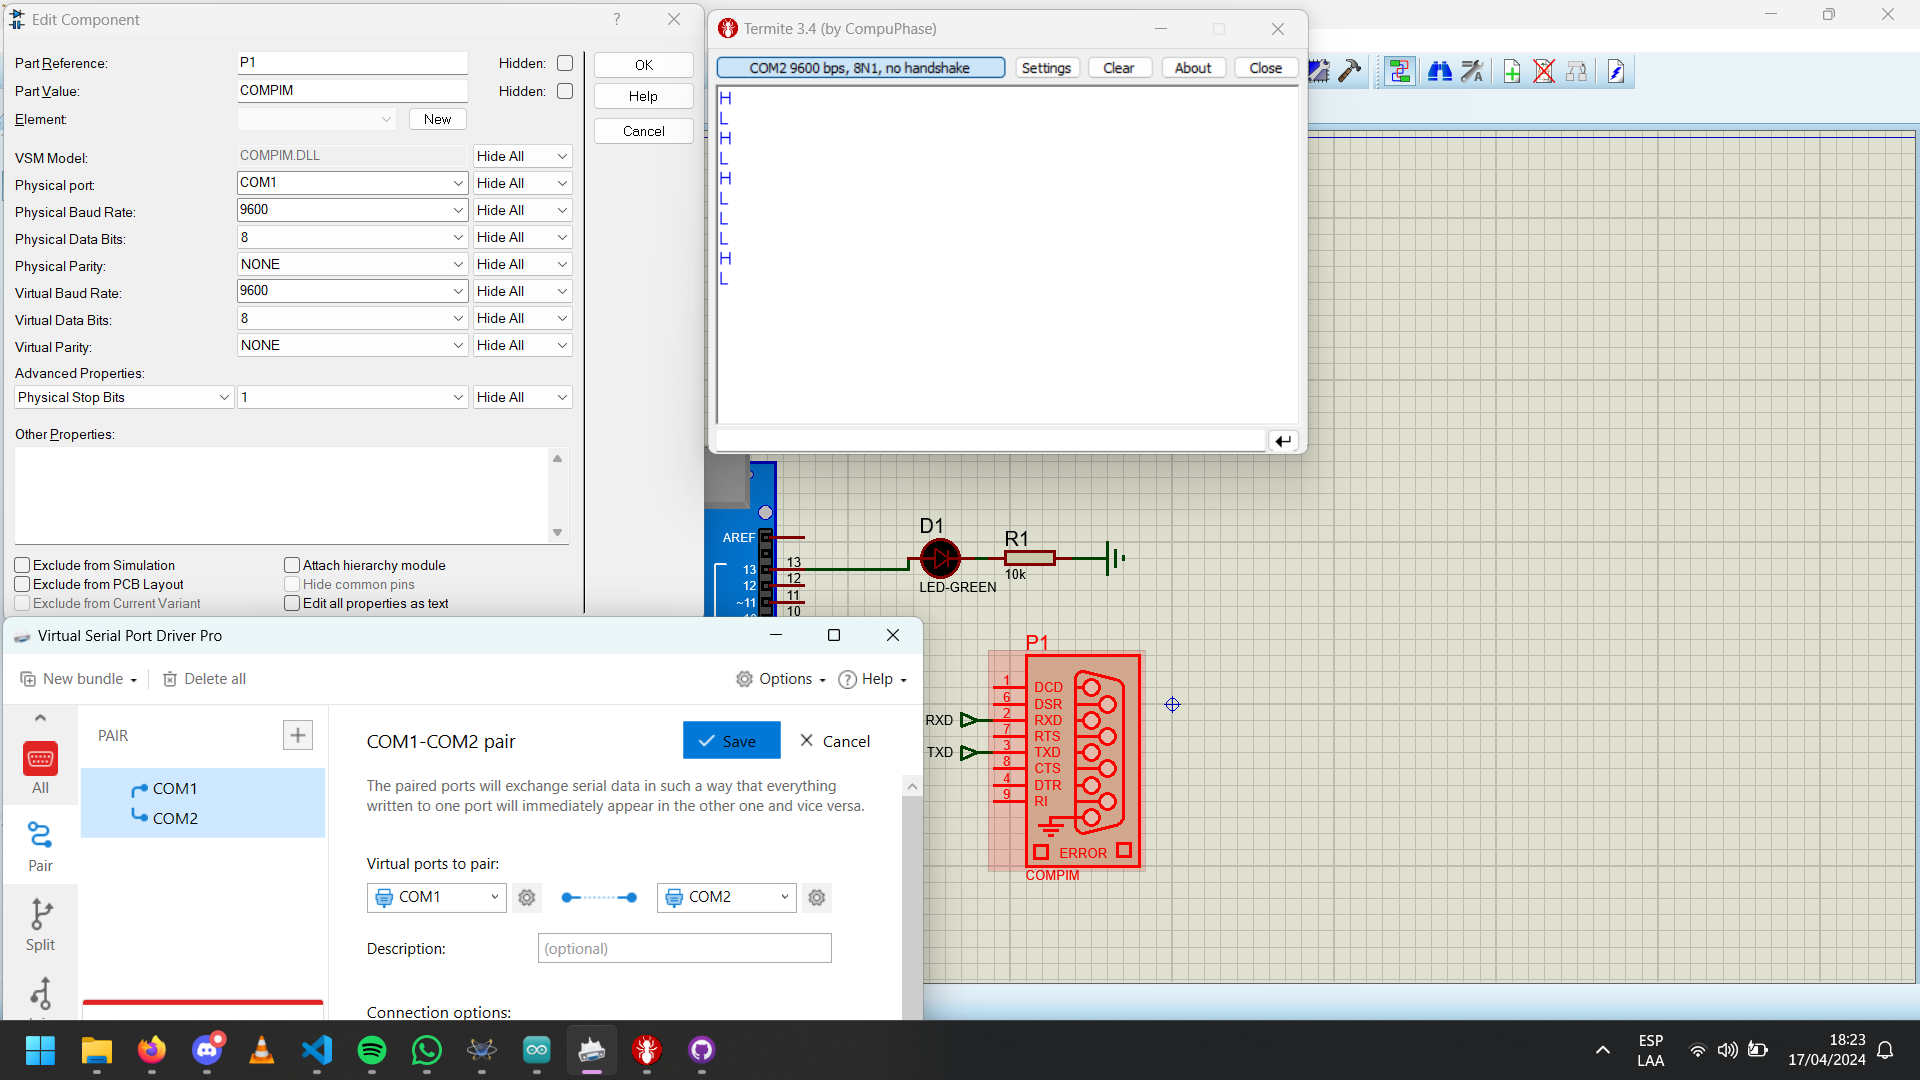 Edit Component
Part Reference:
P1
Hidden:
Part Value:
COMPIM
Hidden:
Element:
New
VSM Model:
COMPIM.DLL
Hide All
Physical port:
COM1
Hide All
Physical Baud Rate:
9600
Hide All
Physical Data Bits:
8
Hide All
Physical Parity:
NONE
Hide All
Virtual Baud Rate:
9600
Hide All
Virtual Data Bits:
8
Hide All
Virtual Parity:
NONE
Hide All
Advanced Properties:
Physical Stop Bits
1
Hide All
Other Properties:
Exclude from Simulation
Attach hierarchy module
Exclude from PCB Layout
Hide common pins
Exclude from Current Variant
Edit all properties as text
OK
Help
Cancel
Termite 3.4 (by CompuPhase)
COM2 9600 bps, 8N1, no handshake
Settings
Clear
About
Close
H
L
H
L
H
L
L
L
H
L
AREF
13
12
~11
13
12
11
10
D1
LED-GREEN
R1
10k
P1
1
6
2
7
3
8
4
9
DCD
DSR
RXD
RTS
TXD
CTS
DTR
RI
RXD
TXD
ERROR
COMPIM
Virtual Serial Port Driver Pro
New bundle
Delete all
Options
Help
All
Pair
Split
PAIR
COM1
COM2
COM1-COM2 pair
Save
Cancel
The paired ports will exchange serial data in such a way that everything
written to one port will immediately appear in the other one and vice versa.
Virtual ports to pair:
COM1
COM2
Description:
(optional)
Connection options:
ESP
LAA
18:23
17/04/2024